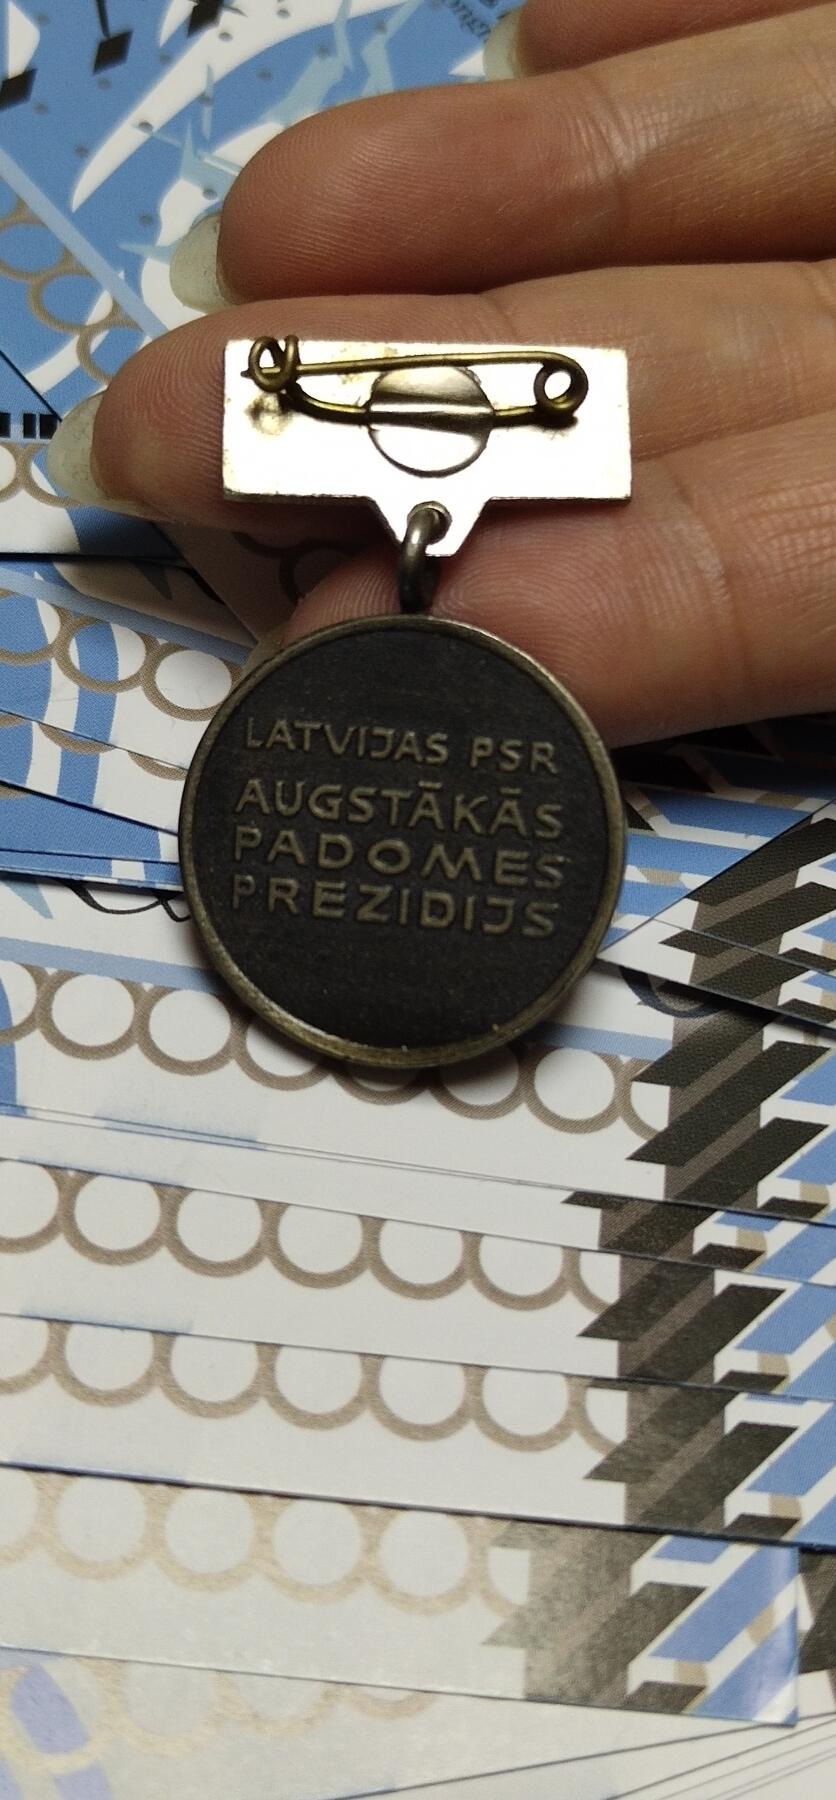 LATVIJAS PSR
AUGSTĀKĀS
PADOMES
PREZIDIJS